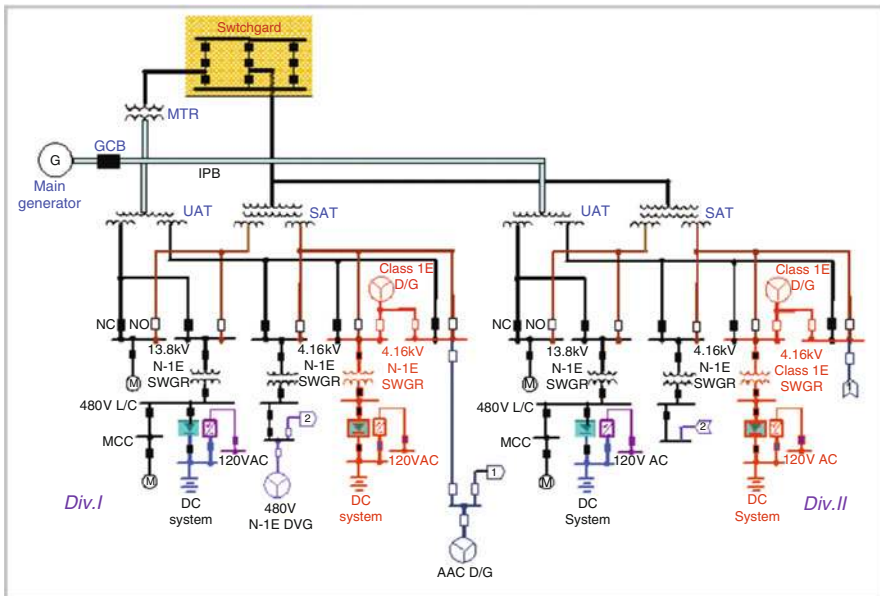 Swtchgard
MTR
G
GCB
IPB
Main
generator
UAT
SAT
UAT
SAT
Class 1E
D/G
Class 1E
D/G
NC
NO
13.8kV
N-1E
SWGR
4.16kV
N-1E
SWGR
4.16kV
N-1E
SWGR
NC
NO
13.8kV
N-1E
SWGR
4.16kV
N-1E
SWGR
4.16kV
Class 1E
SWGR
M
M
480V L/C
480V L/C
MCC
2
MCC
2
120VAC
120VAC
120V AC
120V AC
M
1
M
Div.I
DC
system
480V
N-1E DVG
DC
system
DC
System
DC
System
Div.II
AAC D/G